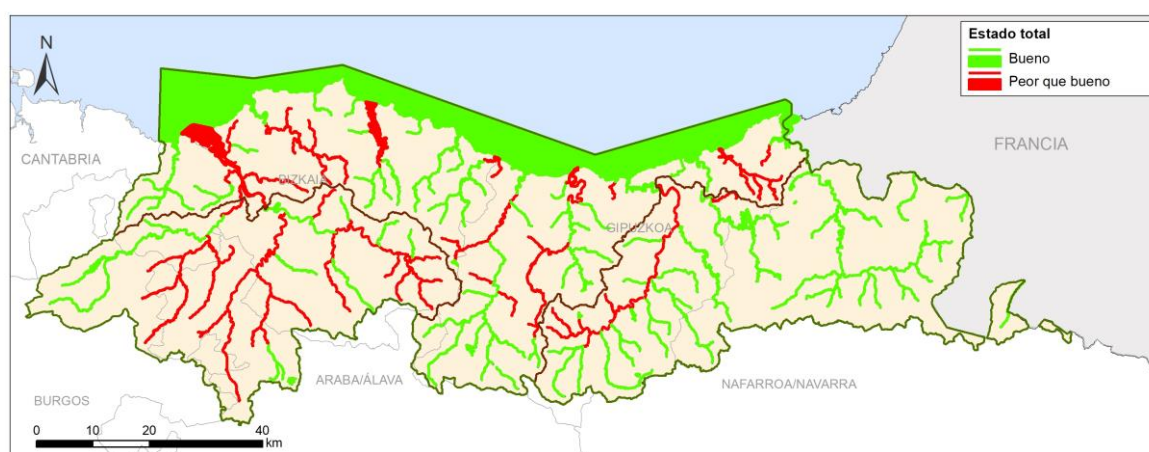 N
Estado total
Bueno
Peor que bueno
FRANCIA
CANTABRIA
BIZKAIA
GIPUZKOA
ARABA/ÁLAVA
NAFARROA/NAVARRA
BURGOS
0 10 20 40
km